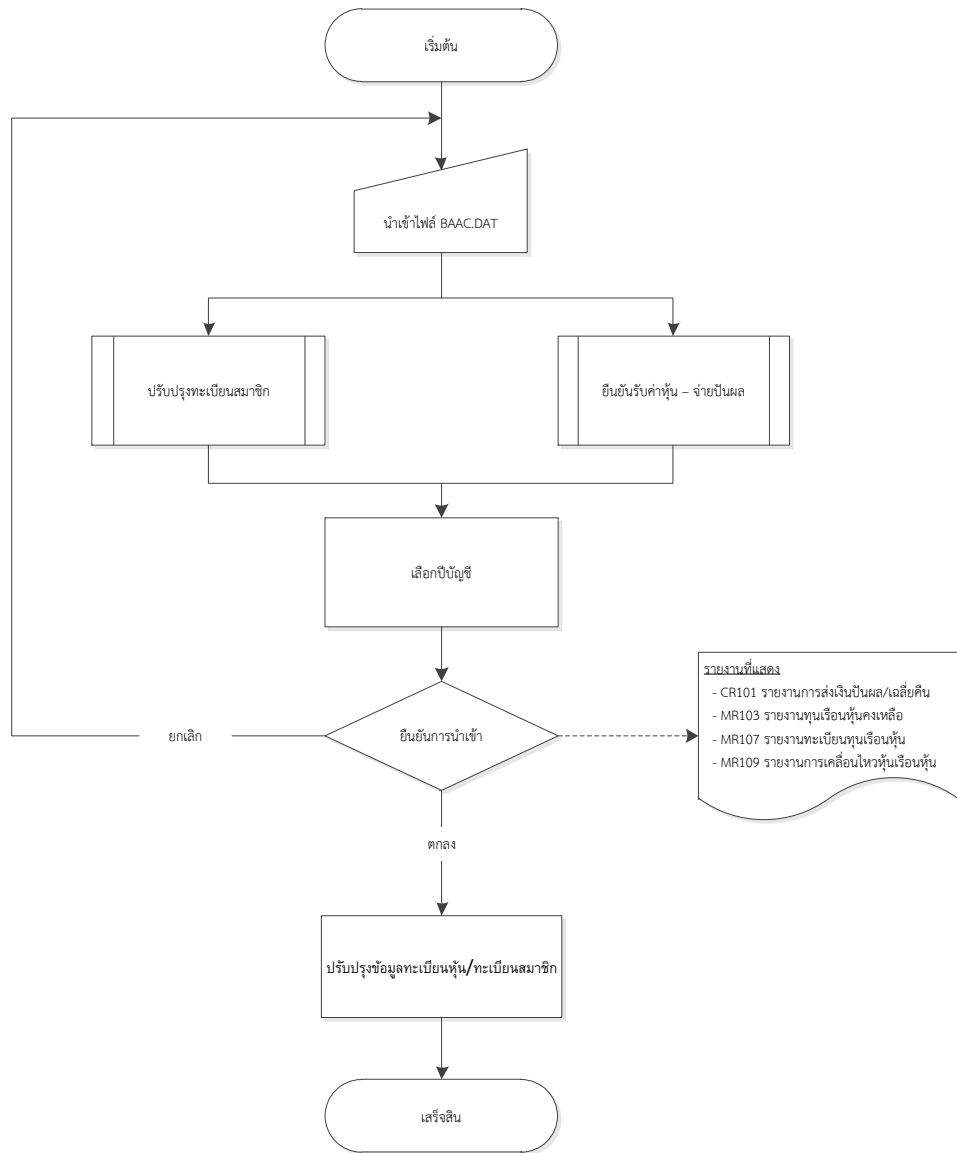 เริ่มต้น
นำเข้าไฟล์ BAAC.DAT
ปรับปรุงทะเบียนสมาชิก
ยืนยันรับค่าหุ้น – จ่ายปันผล
เลือกปีบัญชี
ยืนยันการนำเข้า
ยกเลิก
รายงานที่แสดง
- CR101 รายงานการส่งเงินปันผล/เฉลี่ยคืน
- MR103 รายงานทุนเรือนหุ้นคงเหลือ
- MR107 รายงานทะเบียนทุนเรือนหุ้น
- MR109 รายงานการเคลื่อนไหวหุ้นเรือนหุ้น
ตกลง
ปรับปรุงข้อมูลทะเบียนหุ้น/ทะเบียนสมาชิก
เสร็จสิน